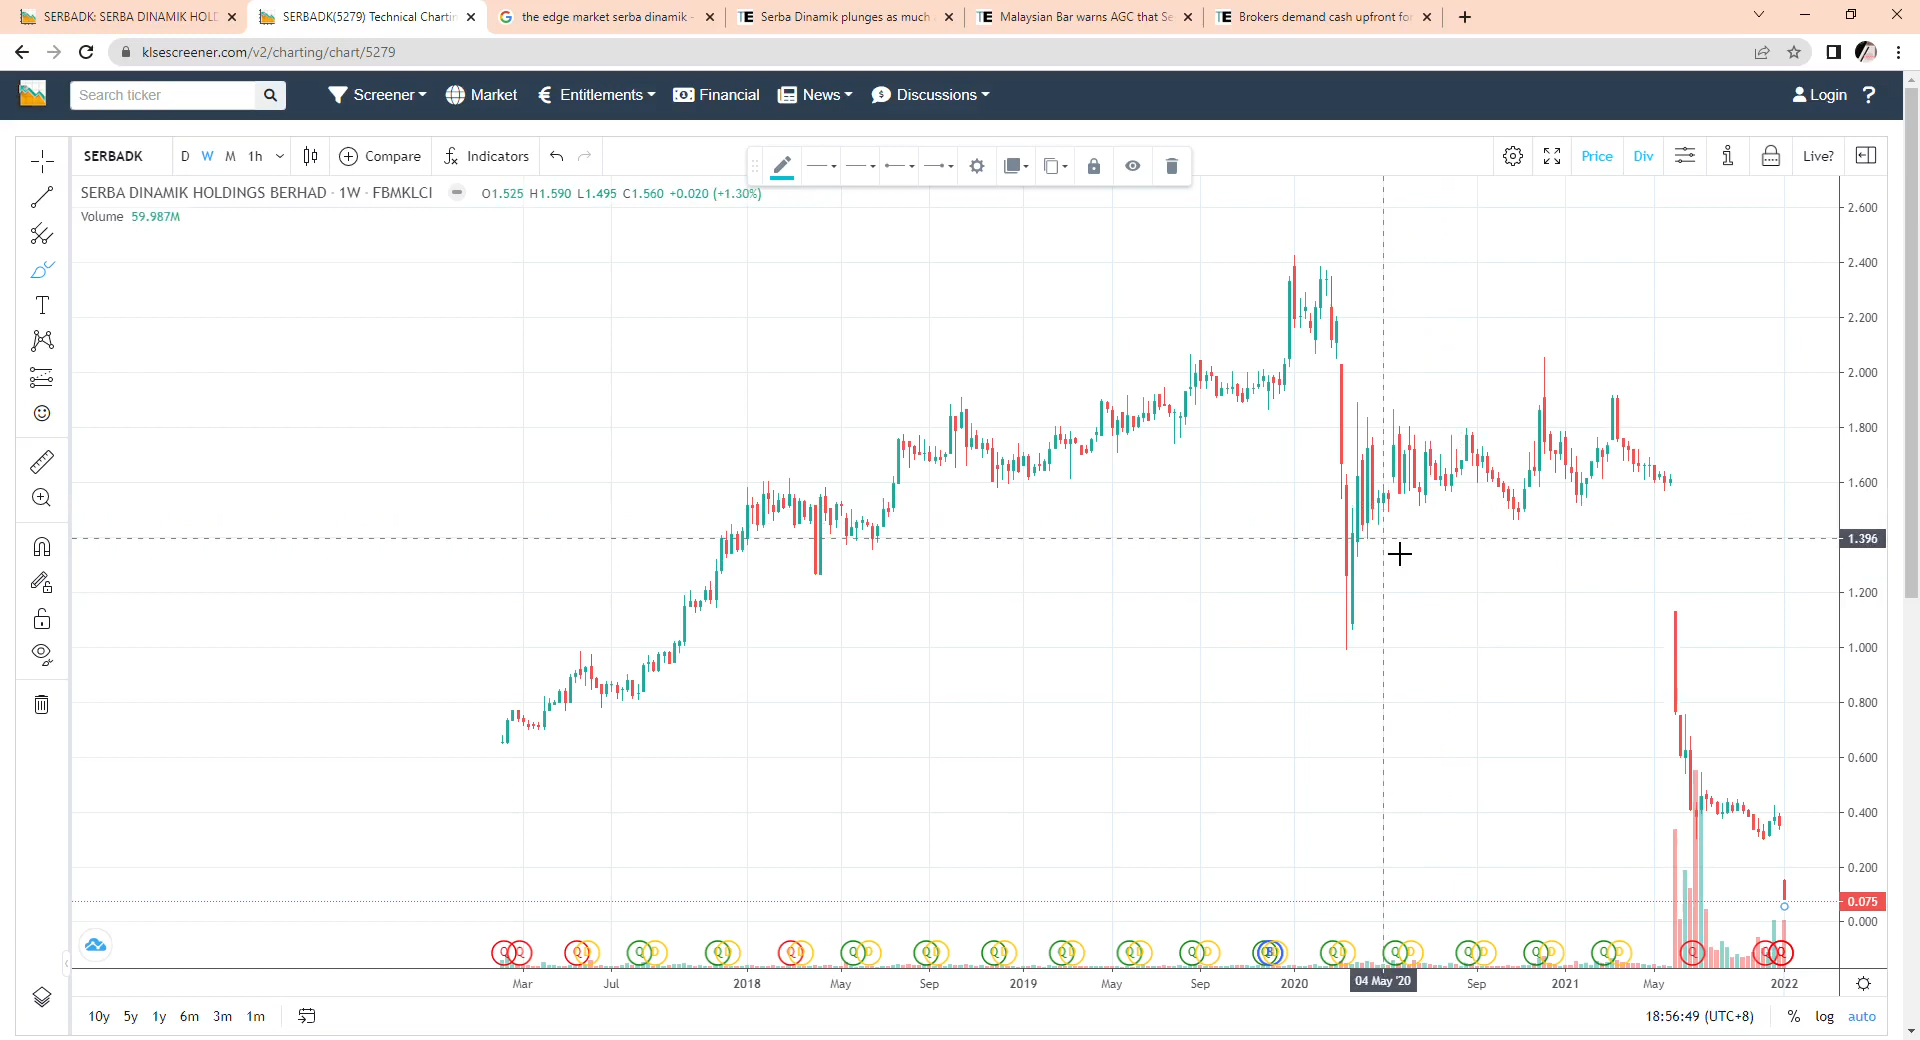 SERBADK: SERBA DINAMIK HOLD
SERBADK(5279) Technical Chartin
the edge market serba dinamik -
TE Serba Dinamik plunges as much
TE Malaysian Bar warns AGC that Se
TE Brokers demand cash upfront for
klsescreener.com/v2/charting/chart/5279
Search ticker
Screener
Market
€ Entitlements
Financial
News
Discussions
Login
?
SERBADK
D W M 1h
Compare
Indicators
Price
Div
Live?
SERBA DINAMIK HOLDINGS BERHAD · 1W · FBMKLCI
O1.525 H1.590 L1.495 C1.560 +0.020 (+1.30%)
Volume 59.987M
2.600
2.400
2.200
2.000
1.800
1.600
1.396
1.200
1.000
0.800
0.600
0.400
0.200
0.075
0.000
Q Q Q D Q D Q D Q D Q D Q D Q D Q D Q D Q D B Q D Q D Q D Q D Q D Q Q Q
Mar Jul 2018 May Sep 2019 May Sep 2020 04 May '20 Sep 2021 May 2022
10y 5y 1y 6m 3m 1m
18:56:49 (UTC+8)
% log auto